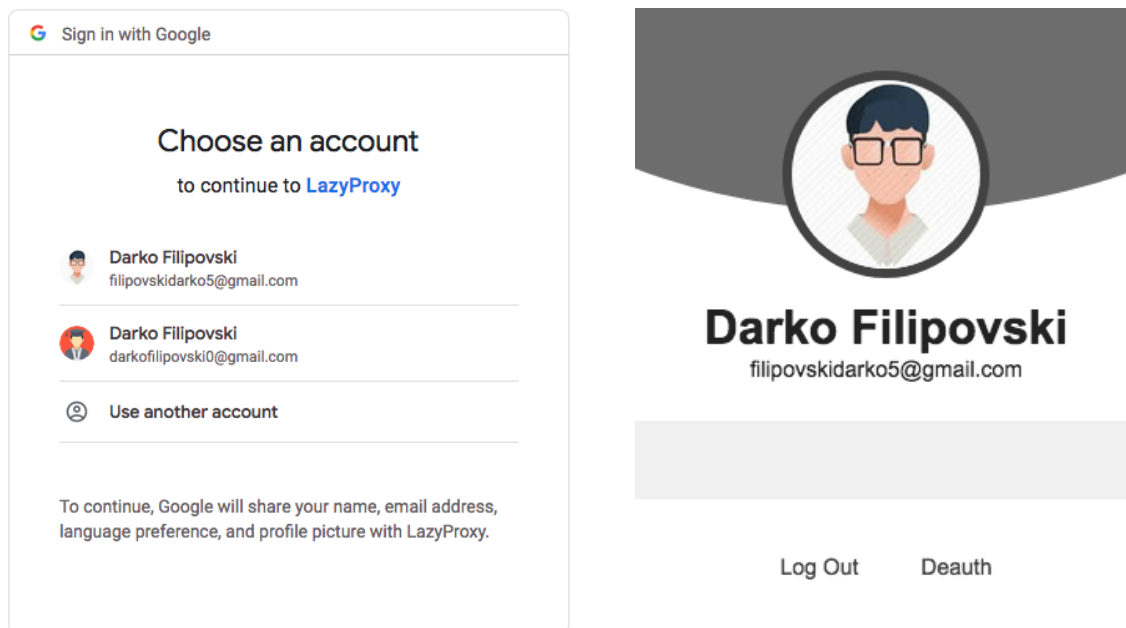 Sign in with Google
Choose an account
to continue to LazyProxy
Darko Filipovski
filipovskidarko5@gmail.com
Darko Filipovski
darkofilipovski0@gmail.com
Use another account
To continue, Google will share your name, email address,
language preference, and profile picture with LazyProxy.
Darko Filipovski
filipovskidarko5@gmail.com
Log Out
Deauth